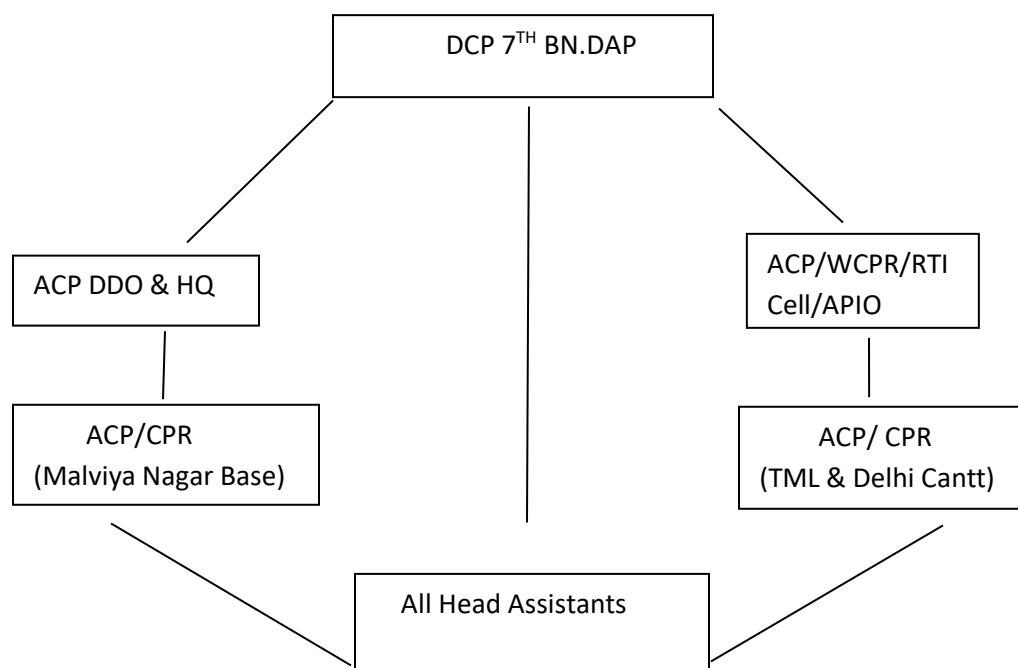 DCP 7TH BN.DAP
ACP DDO & HQ
ACP/WCPR/RTI
Cell/APIO
ACP/CPR
(Malviya Nagar Base)
ACP/ CPR
(TML & Delhi Cantt)
All Head Assistants